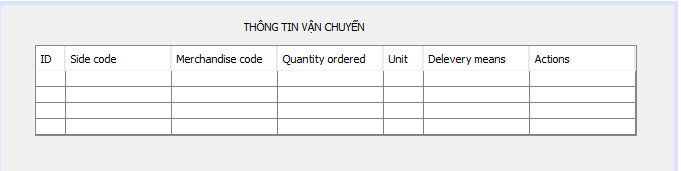 THÔNG TIN VẬN CHUYỂN
ID Side code Merchandise code Quantity ordered Unit Delevery means Actions